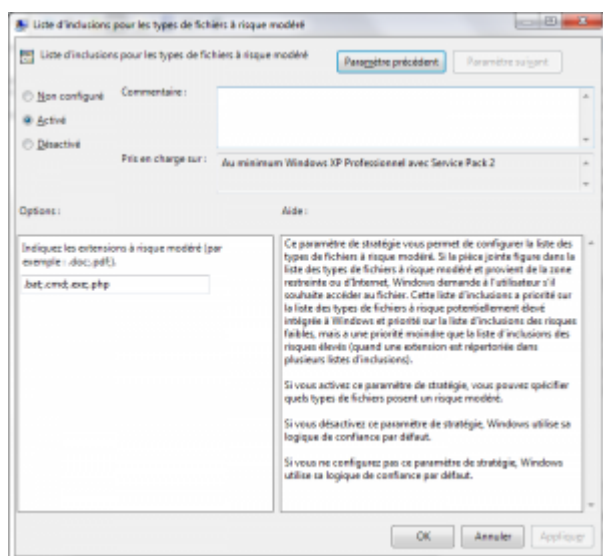 Liste d'inclusions pour les types de fichiers à risque modéré
Liste d'inclusions pour les types de fichiers à risque modéré
Paramètre précédent
Paramètre suivant
Non configuré
Commentaire :
Activé
Désactivé
Pris en charge sur :
Au minimum Windows XP Professionnel avec Service Pack 2
Options :
Aide :
Indiquez les extensions à risque modéré (par
exemple : .doc;.pdf;).
.bat;.cmd;.exe;.php
Ce paramètre de stratégie vous permet de configurer la liste des
types de fichiers à risque modéré. Si la pièce jointe figure dans la
liste des types de fichiers à risque modéré et provient de la zone
restreinte ou d'Internet, Windows demande à l'utilisateur s'il
souhaite accéder au fichier. Cette liste d'inclusions a priorité sur
la liste des types de fichiers à risque potentiellement élevé
intégrée à Windows et priorité sur la liste d'inclusions des risques
faibles, mais a une priorité moindre que la liste d'inclusions des
risques élevés (quand une extension est répertoriée dans
plusieurs listes d'inclusions).
Si vous activez ce paramètre de stratégie, vous pouvez spécifier
quels types de fichiers posent un risque modéré.
Si vous désactivez ce paramètre de stratégie, Windows utilise sa
logique de confiance par défaut.
Si vous ne configurez pas ce paramètre de stratégie, Windows
utilise sa logique de confiance par défaut.
OK
Annuler
Appliquer